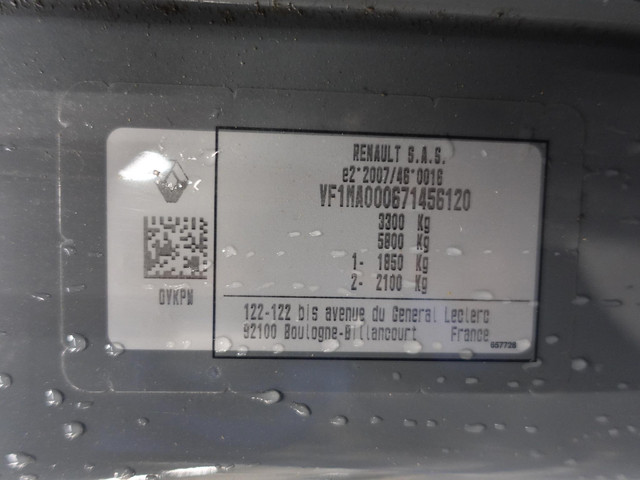 RENAULT S.A.S.
e2*2007/46*0016
VF1MA000671456120
3300 Kg
5800 Kg
1- 1850 Kg
2- 2100 Kg
OVKPN
122-122 bis avenue du General Leclerc
92100 Boulogne-Billancourt France
657728